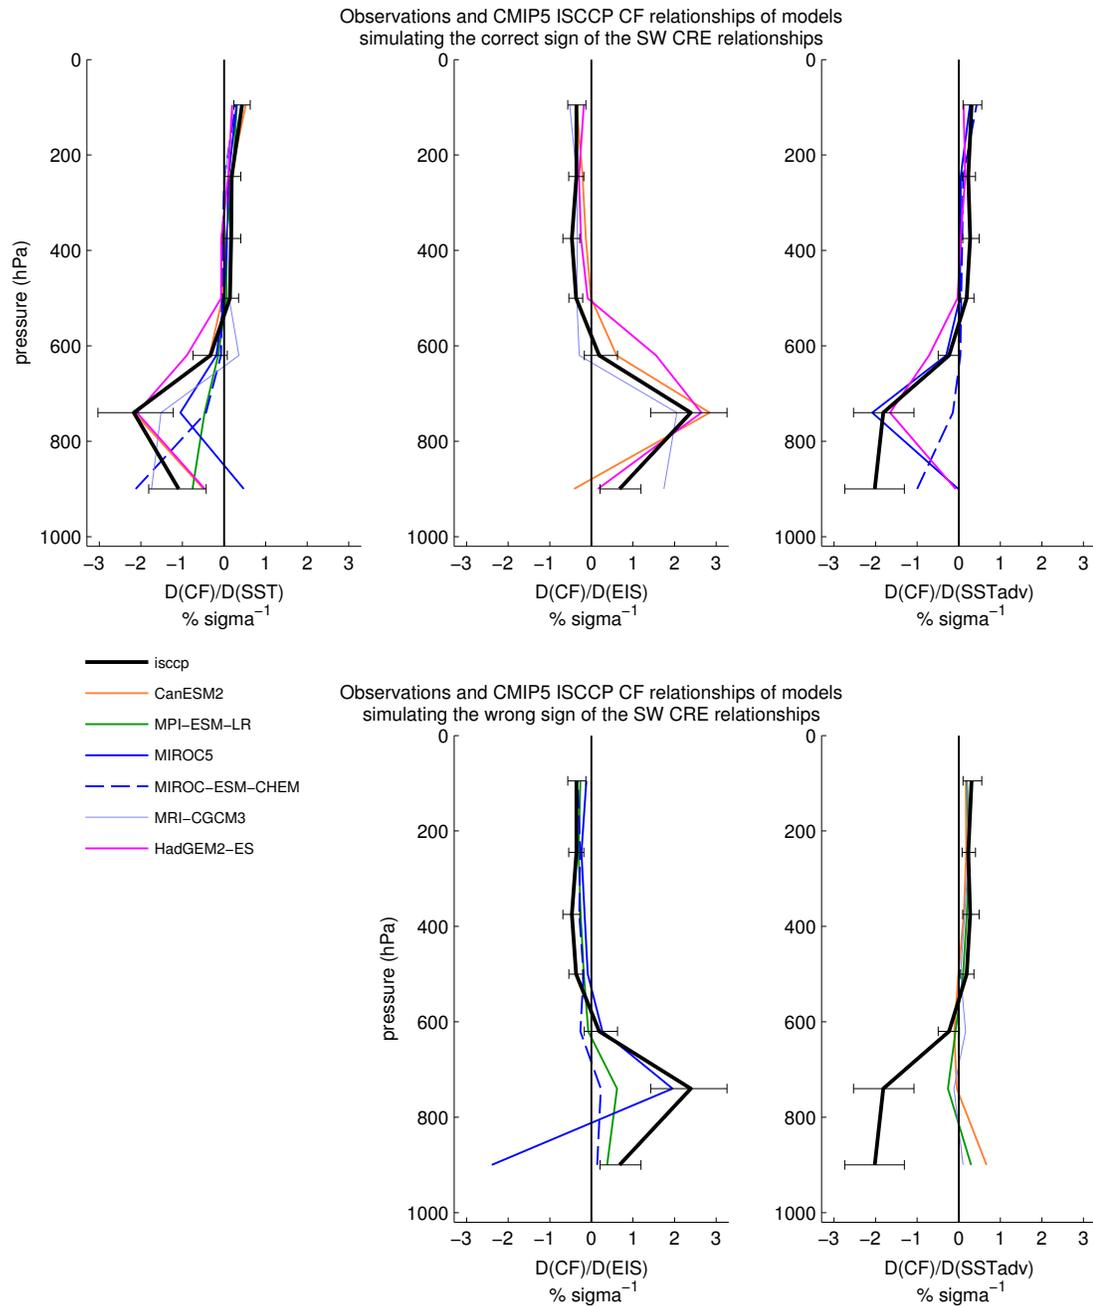 Observations and CMIP5 ISCCP CF relationships of models
simulating the correct sign of the SW CRE relationships
0
200
400
600
800
1000
pressure (hPa)
−3 −2 −1 0 1 2 3
D(CF)/D(SST)
% sigma−1
0
200
400
600
800
1000
−3 −2 −1 0 1 2 3
D(CF)/D(EIS)
% sigma−1
0
200
400
600
800
1000
−3 −2 −1 0 1 2 3
D(CF)/D(SSTadv)
% sigma−1
isccp
CanESM2
MPI−ESM−LR
MIROC5
MIROC−ESM−CHEM
MRI−CGCM3
HadGEM2−ES
Observations and CMIP5 ISCCP CF relationships of models
simulating the wrong sign of the SW CRE relationships
0
200
400
600
800
1000
pressure (hPa)
−3 −2 −1 0 1 2 3
D(CF)/D(EIS)
% sigma−1
0
200
400
600
800
1000
−3 −2 −1 0 1 2 3
D(CF)/D(SSTadv)
% sigma−1